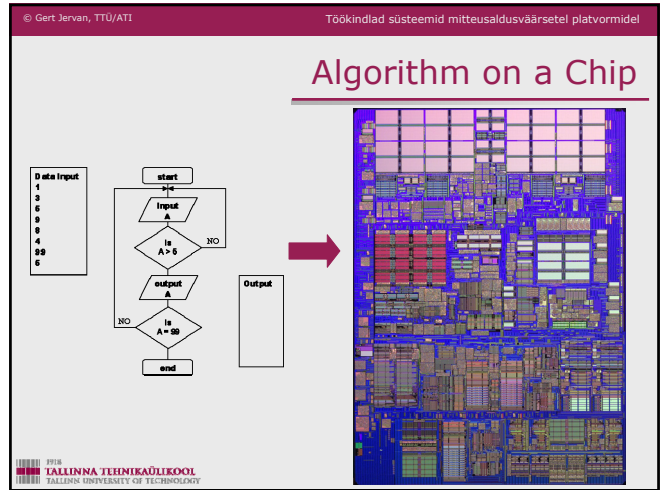 © Gert Jervan, TTÜ/ATI
Töökindlad süsteemid mitteusaldusväärsetel platvormidel
Algorithm on a Chip
Data Input
1
3
5
9
8
4
99
6
start
Input
A
Is
A > 5
NO
output
A
Output
NO
Is
A = 99
end
1918
TALLINNA TEHNIKAÜLIKOOL
TALLINN UNIVERSITY OF TECHNOLOGY